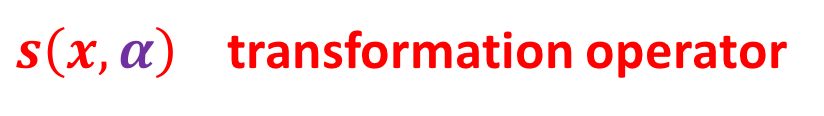 s(x, α) transformation operator